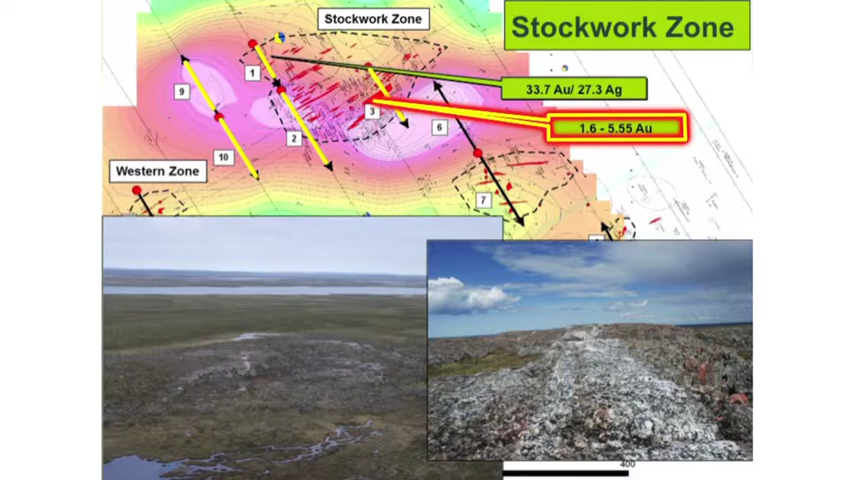 Stockwork Zone
Stockwork Zone
33.7 Au/ 27.3 Ag
1.6 - 5.55 Au
1
9
3
6
2
10
Western Zone
7
400